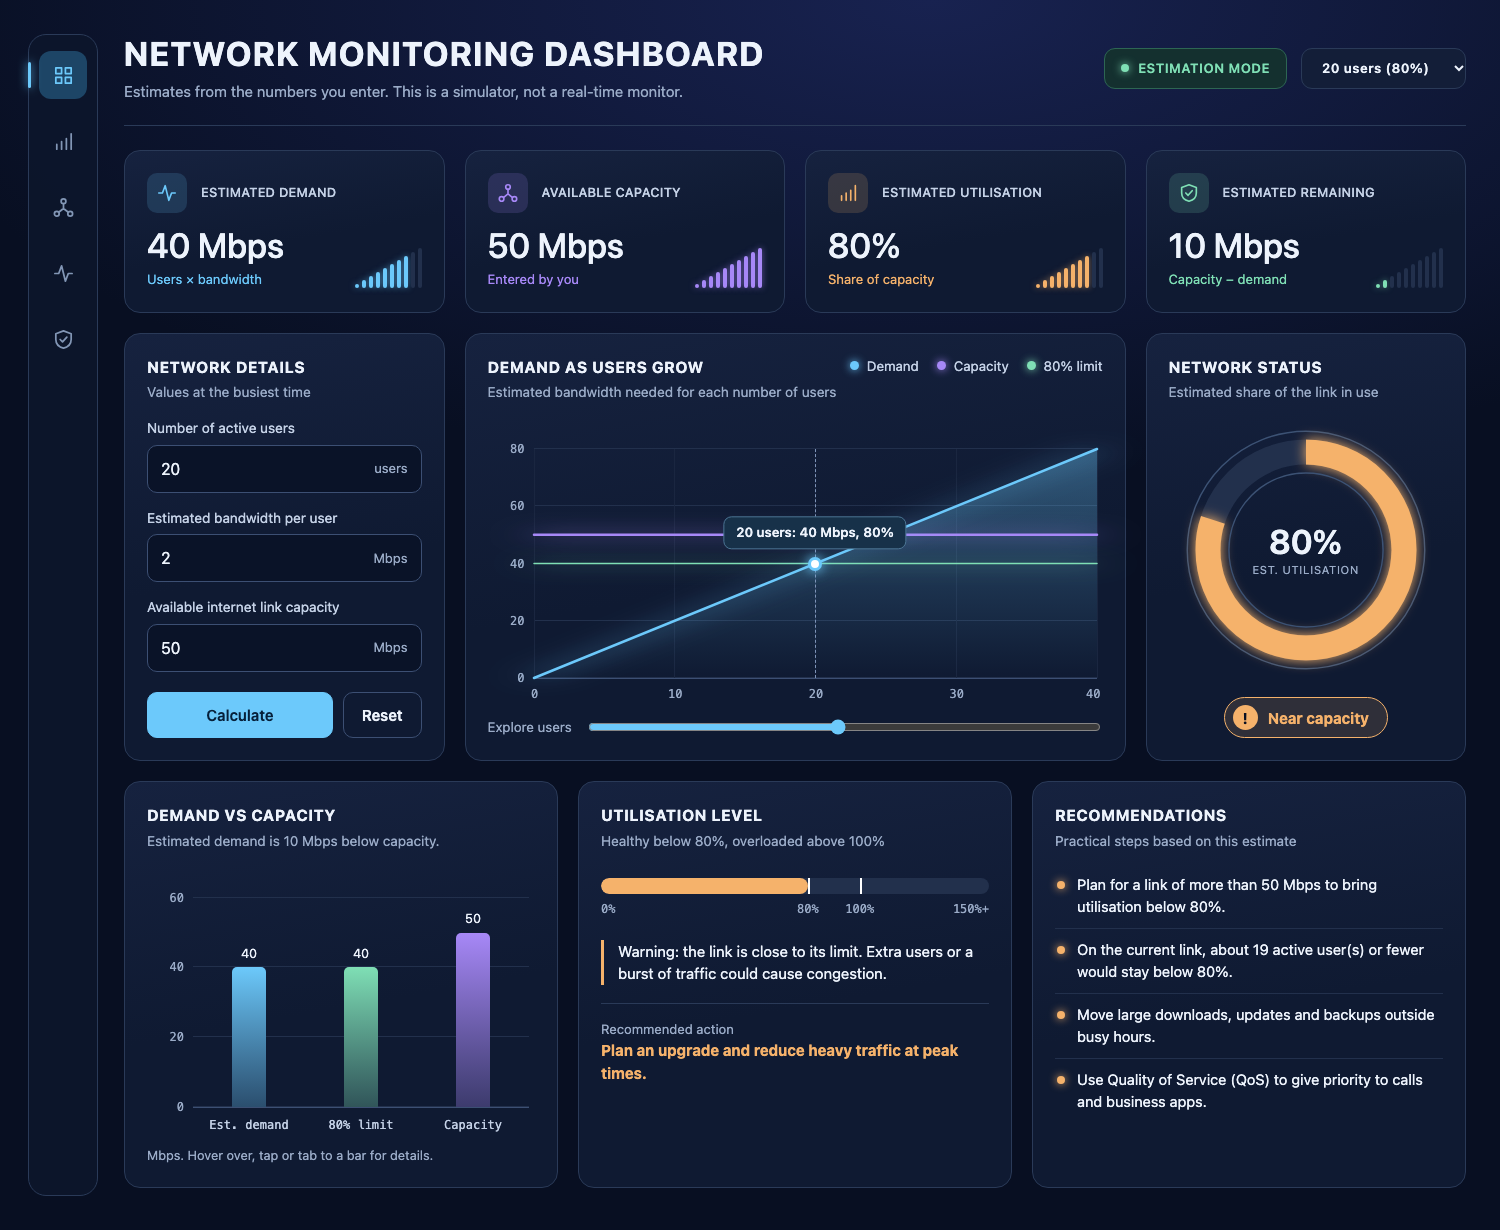 NETWORK MONITORING DASHBOARD
Estimates from the numbers you enter. This is a simulator, not a real-time monitor.
ESTIMATION MODE
20 users (80%)
ESTIMATED DEMAND
40 Mbps
Users × bandwidth
AVAILABLE CAPACITY
50 Mbps
Entered by you
ESTIMATED UTILISATION
80%
Share of capacity
ESTIMATED REMAINING
10 Mbps
Capacity − demand
NETWORK DETAILS
Values at the busiest time
Number of active users
20 users
Estimated bandwidth per user
2 Mbps
Available internet link capacity
50 Mbps
Calculate
Reset
DEMAND AS USERS GROW
Demand
Capacity
80% limit
Estimated bandwidth needed for each number of users
80
60
20 users: 40 Mbps, 80%
40
20
0
0 10 20 30 40
Explore users
NETWORK STATUS
Estimated share of the link in use
80%
EST. UTILISATION
! Near capacity
DEMAND VS CAPACITY
Estimated demand is 10 Mbps below capacity.
60
50
40 40
40
20
0
Est. demand 80% limit Capacity
Mbps. Hover over, tap or tab to a bar for details.
UTILISATION LEVEL
Healthy below 80%, overloaded above 100%
0% 80% 100% 150%+
Warning: the link is close to its limit. Extra users or a
burst of traffic could cause congestion.
Recommended action
Plan an upgrade and reduce heavy traffic at peak
times.
RECOMMENDATIONS
Practical steps based on this estimate
Plan for a link of more than 50 Mbps to bring
utilisation below 80%.
On the current link, about 19 active user(s) or fewer
would stay below 80%.
Move large downloads, updates and backups outside
busy hours.
Use Quality of Service (QoS) to give priority to calls
and business apps.